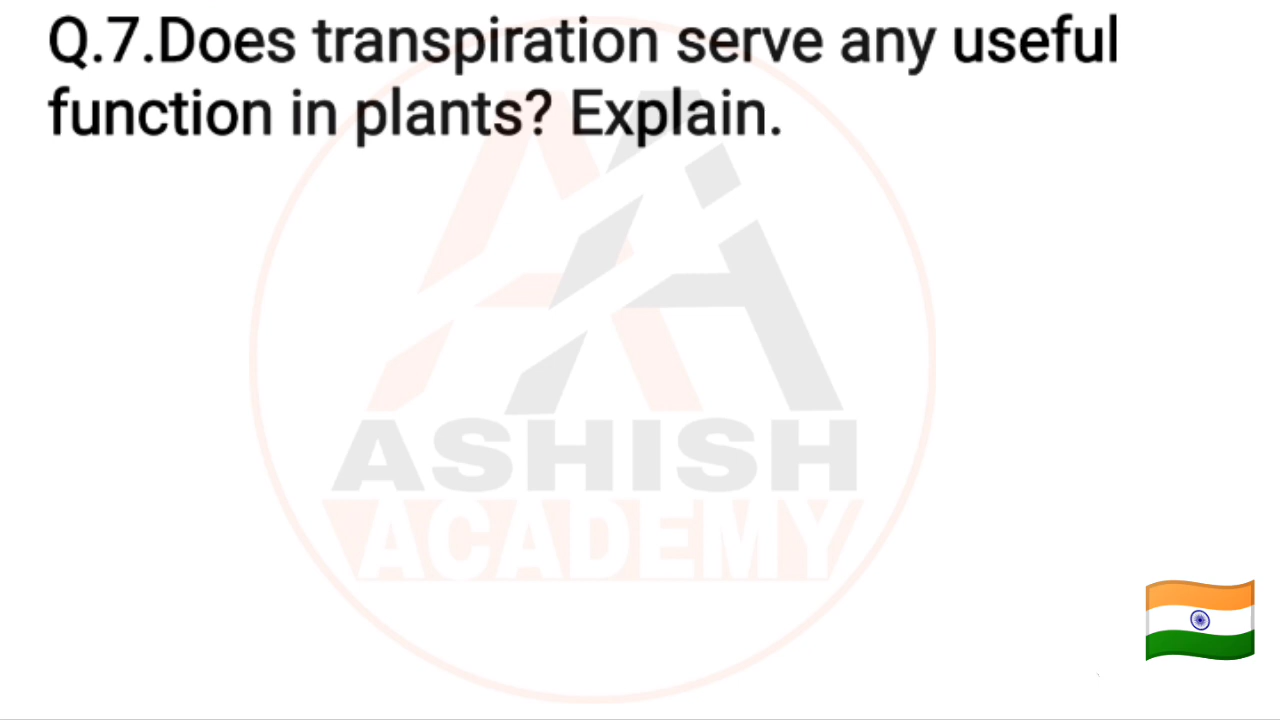 Q.7.Does transpiration serve any useful
function in plants? Explain.
ASHISH
ACADEMY